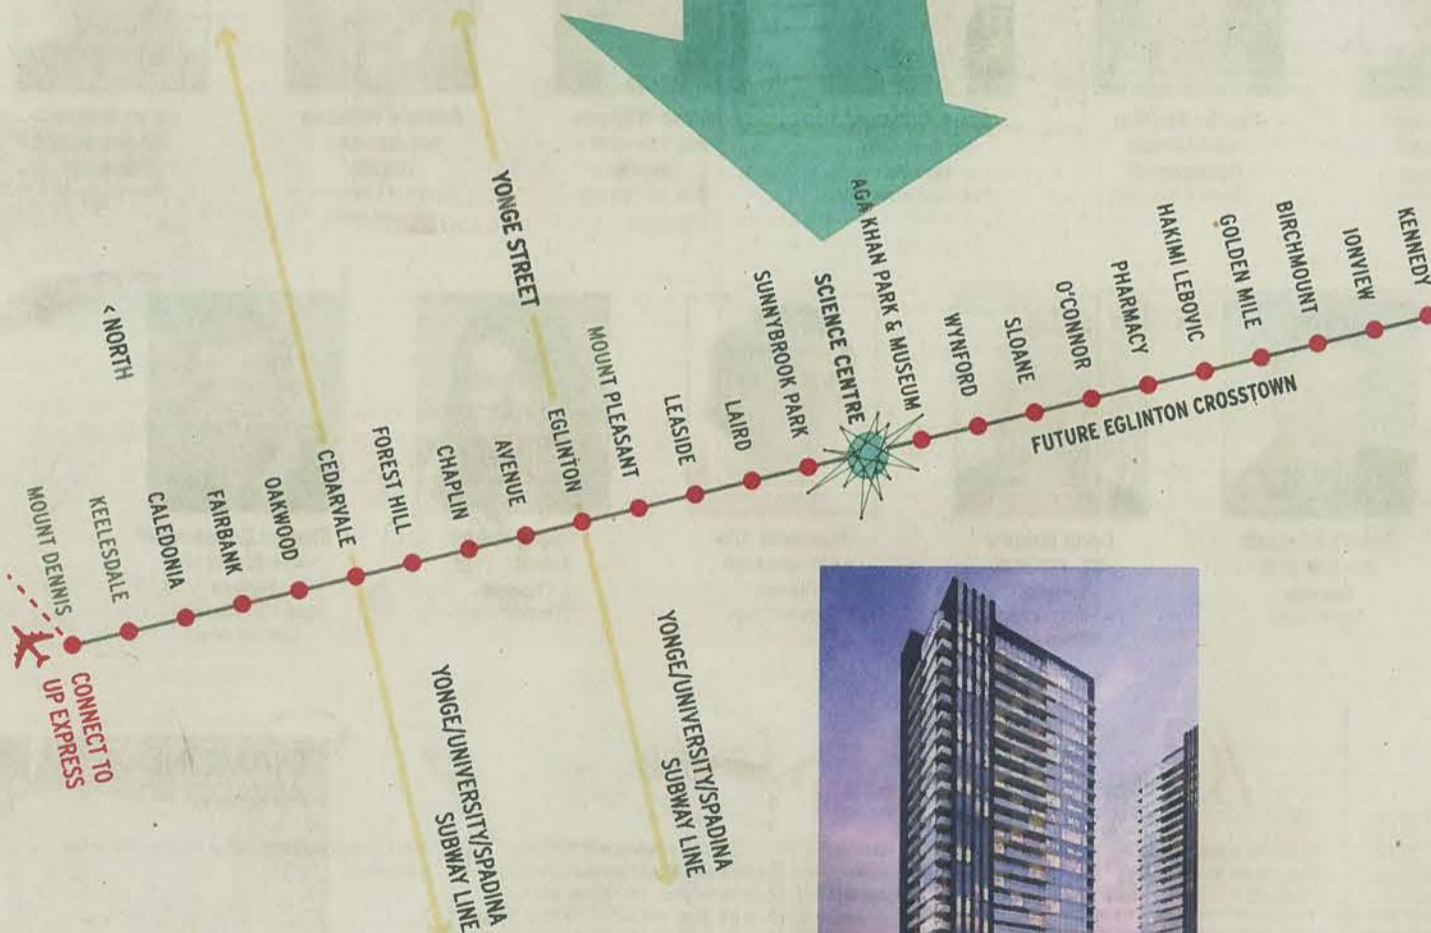 < NORTH
YONGE STREET
MOUNT DENNIS
KEELESDALE
CALEDONIA
FAIRBANK
OAKWOOD
CEDARVALE
FOREST HILL
CHAPLIN
AVENUE
EGLINTON
MOUNT PLEASANT
LEASIDE
LAIRD
SUNNYBROOK PARK
SCIENCE CENTRE
AGA KHAN PARK & MUSEUM
WYNFORD
SLOANE
O'CONNOR
PHARMACY
HAKIMI LEBOVIC
GOLDEN MILE
BIRCHMOUNT
IONVIEW
KENNEDY
FUTURE EGLINTON CROSSTOWN
CONNECT TO
UP EXPRESS
YONGE/UNIVERSITY/SPADINA
SUBWAY LINE
YONGE/UNIVERSITY/SPADINA
SUBWAY LINE